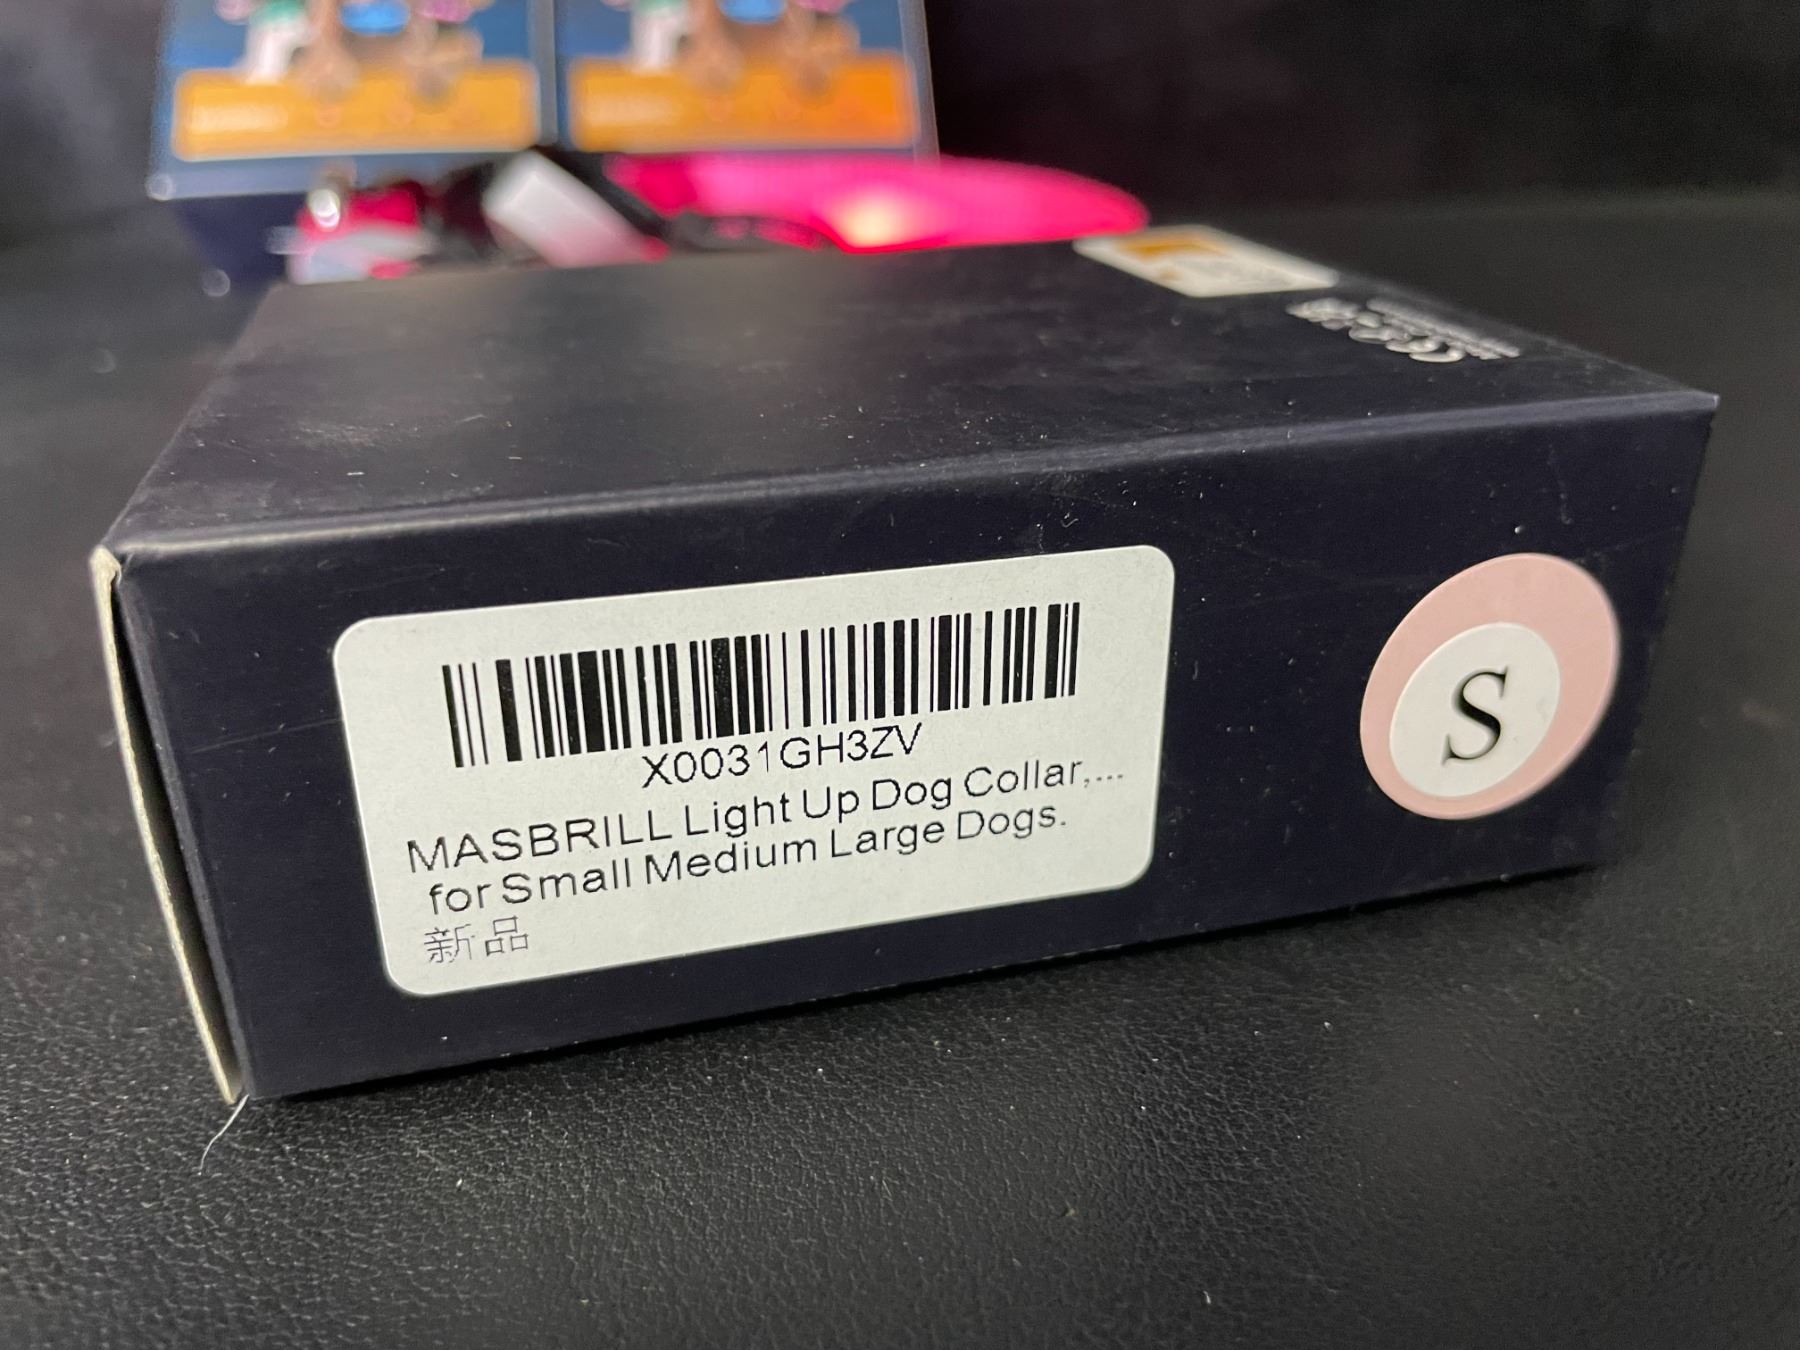 X0031GH3ZV
MASBRILL Light Up Dog Collar,...
for Small Medium Large Dogs.
新品
S